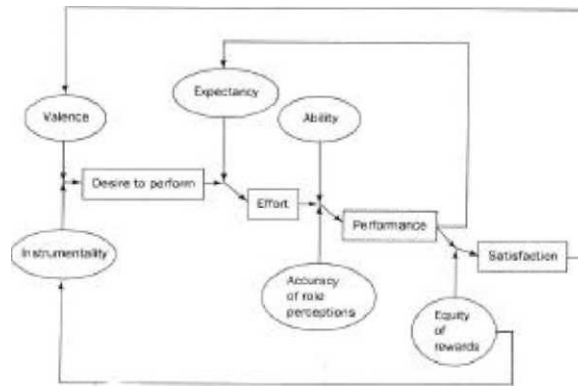 Valence
Expectancy
Ability
Desire to perform
Effort
Performance
Instrumentality
Accuracy
of role
perceptions
Satisfaction
Equity
of
rewards